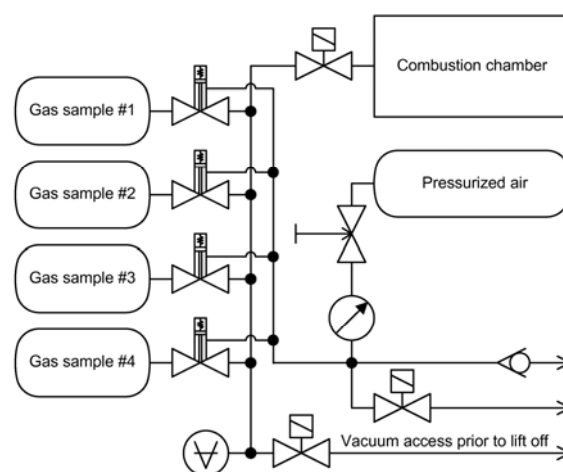 Combustion chamber
Gas sample #1
Pressurized air
Gas sample #2
Gas sample #3
Gas sample #4
Vacuum access prior to lift off